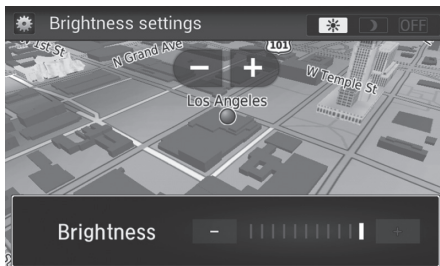 Brightness settings
OFF
1st St
N Grand Ave
101
W Temple St
− +
Los Angeles
Brightness - +